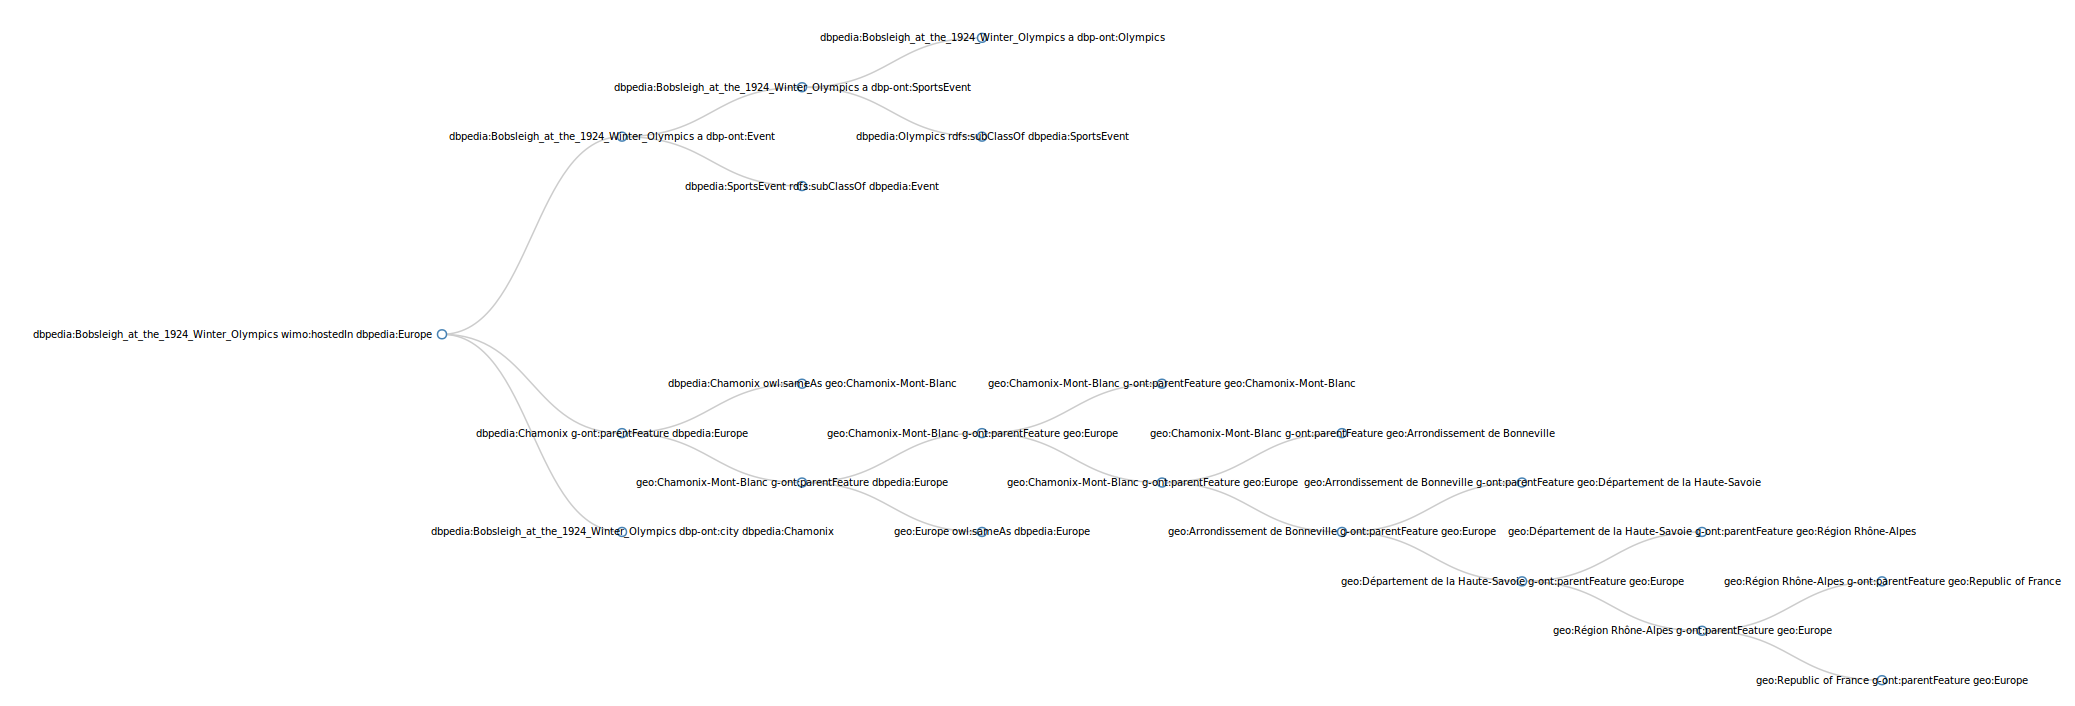 dbpedia:Bobsleigh_at_the_1924_Winter_Olympics a dbp-ont:Olympics
dbpedia:Bobsleigh_at_the_1924_Winter_Olympics a dbp-ont:SportsEvent
dbpedia:Bobsleigh_at_the_1924_Winter_Olympics a dbp-ont:Event
dbpedia:Olympics rdfs:subClassOf dbpedia:SportsEvent
dbpedia:SportsEvent rdfs:subClassOf dbpedia:Event
dbpedia:Bobsleigh_at_the_1924_Winter_Olympics wimo:hostedIn dbpedia:Europe
dbpedia:Chamonix owl:sameAs geo:Chamonix-Mont-Blanc
geo:Chamonix-Mont-Blanc g-ont:parentFeature geo:Chamonix-Mont-Blanc
dbpedia:Chamonix g-ont:parentFeature dbpedia:Europe
geo:Chamonix-Mont-Blanc g-ont:parentFeature geo:Europe
geo:Chamonix-Mont-Blanc g-ont:parentFeature geo:Arrondissement de Bonneville
geo:Chamonix-Mont-Blanc g-ont:parentFeature dbpedia:Europe
geo:Chamonix-Mont-Blanc g-ont:parentFeature geo:Europe
geo:Arrondissement de Bonneville g-ont:parentFeature geo:Département de la Haute-Savoie
dbpedia:Bobsleigh_at_the_1924_Winter_Olympics dbp-ont:city dbpedia:Chamonix
geo:Europe owl:sameAs dbpedia:Europe
geo:Arrondissement de Bonneville g-ont:parentFeature geo:Europe
geo:Département de la Haute-Savoie g-ont:parentFeature geo:Région Rhône-Alpes
geo:Département de la Haute-Savoie g-ont:parentFeature geo:Europe
geo:Région Rhône-Alpes g-ont:parentFeature geo:Republic of France
geo:Région Rhône-Alpes g-ont:parentFeature geo:Europe
geo:Republic of France g-ont:parentFeature geo:Europe